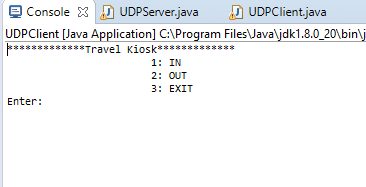 Console UDPServer.java UDPClient.java
UDPClient [Java Application] C:\Program Files\Java\jdk1.8.0_20\bin\j
*************Travel Kiosk*************
1: IN
2: OUT
3: EXIT
Enter: